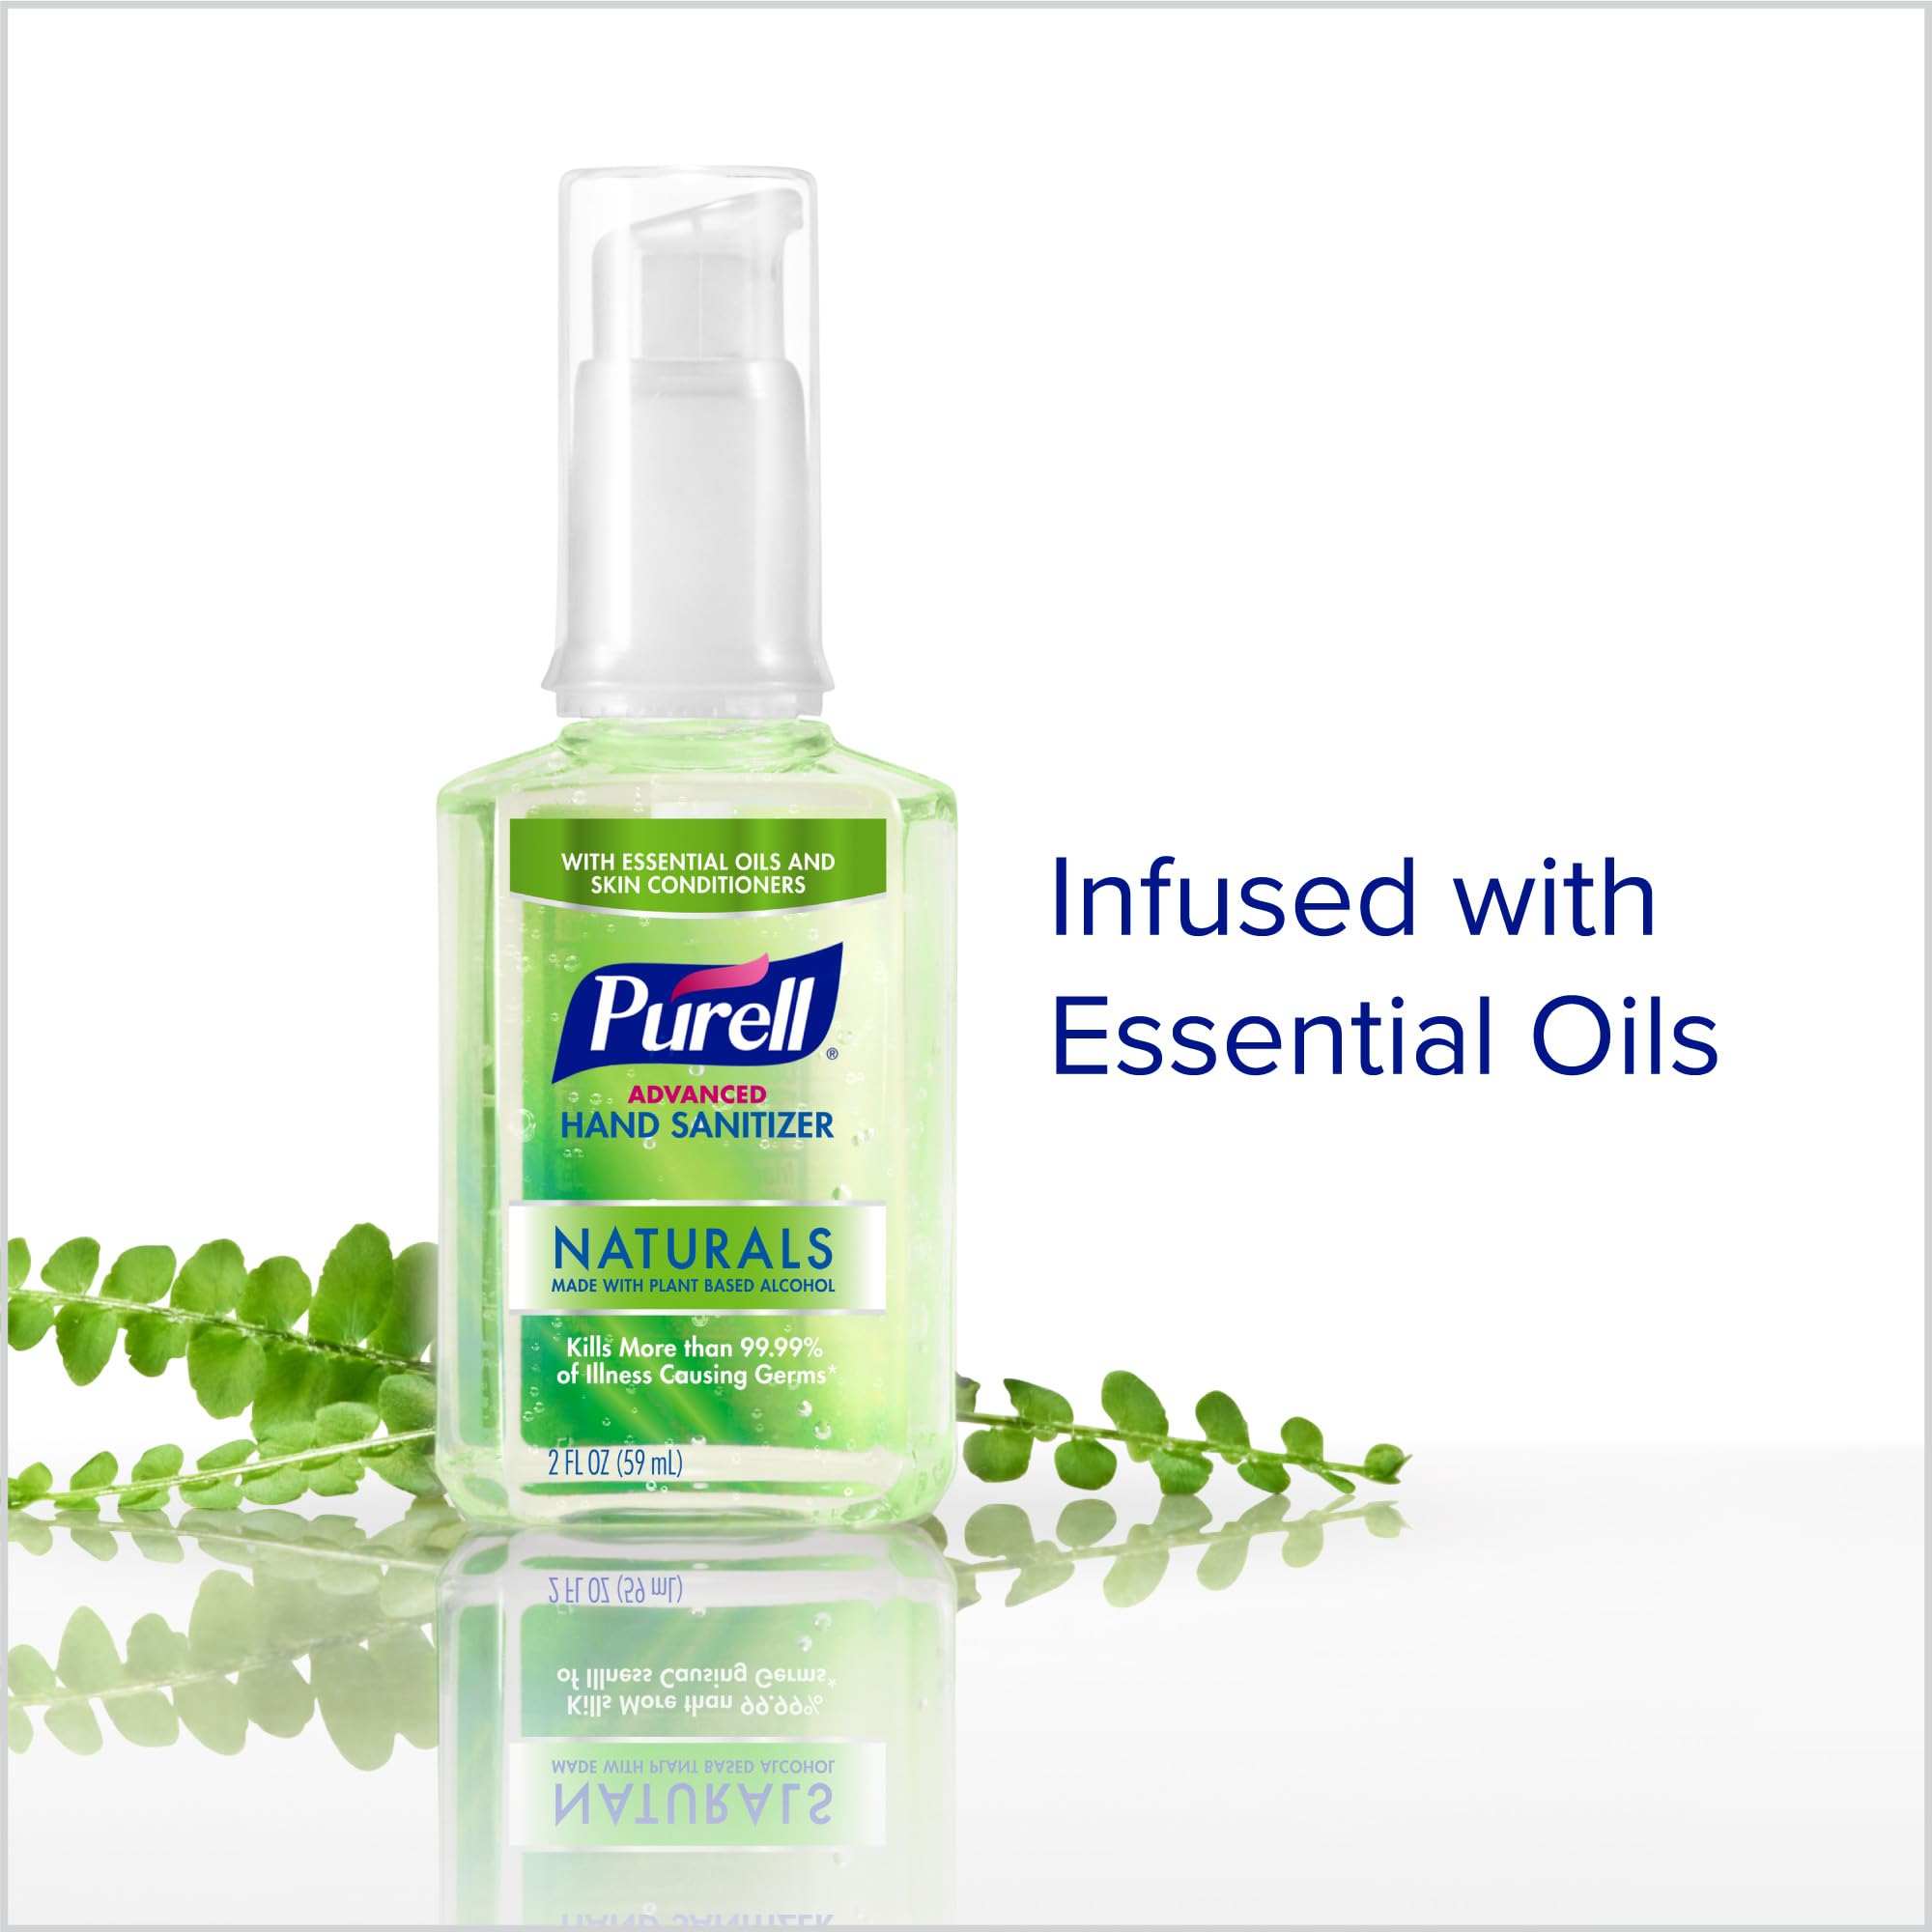 WITH ESSENTIAL OILS AND
SKIN CONDITIONERS
Purell®
ADVANCED
HAND SANITIZER
NATURALS
MADE WITH PLANT BASED ALCOHOL
Kills More than 99.99%
of Illness Causing Germs*
2 FL OZ (59 mL)
Infused with
Essential Oils